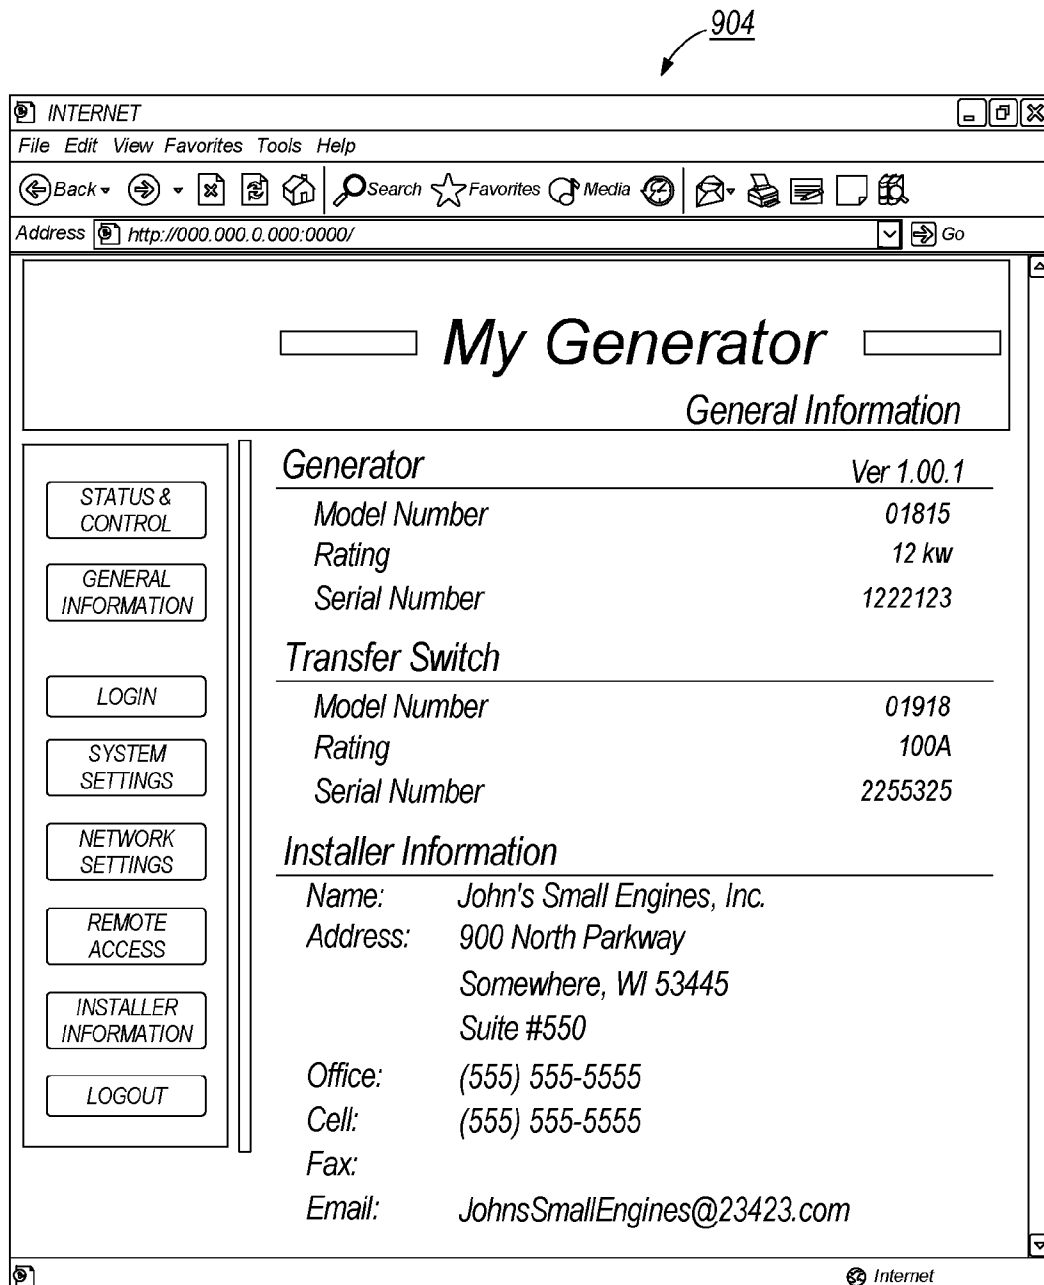 904
INTERNET
File Edit View Favorites Tools Help
Back Search Favorites Media
Address http://000.000.0.000:0000/ Go
My Generator
General Information
STATUS &
CONTROL
GENERAL
INFORMATION
LOGIN
SYSTEM
SETTINGS
NETWORK
SETTINGS
REMOTE
ACCESS
INSTALLER
INFORMATION
LOGOUT
Generator Ver 1.00.1
Model Number 01815
Rating 12 kw
Serial Number 1222123
Transfer Switch
Model Number 01918
Rating 100A
Serial Number 2255325
Installer Information
Name: John's Small Engines, Inc.
Address: 900 North Parkway
Somewhere, WI 53445
Suite #550
Office: (555) 555-5555
Cell: (555) 555-5555
Fax:
Email: JohnsSmallEngines@23423.com
Internet